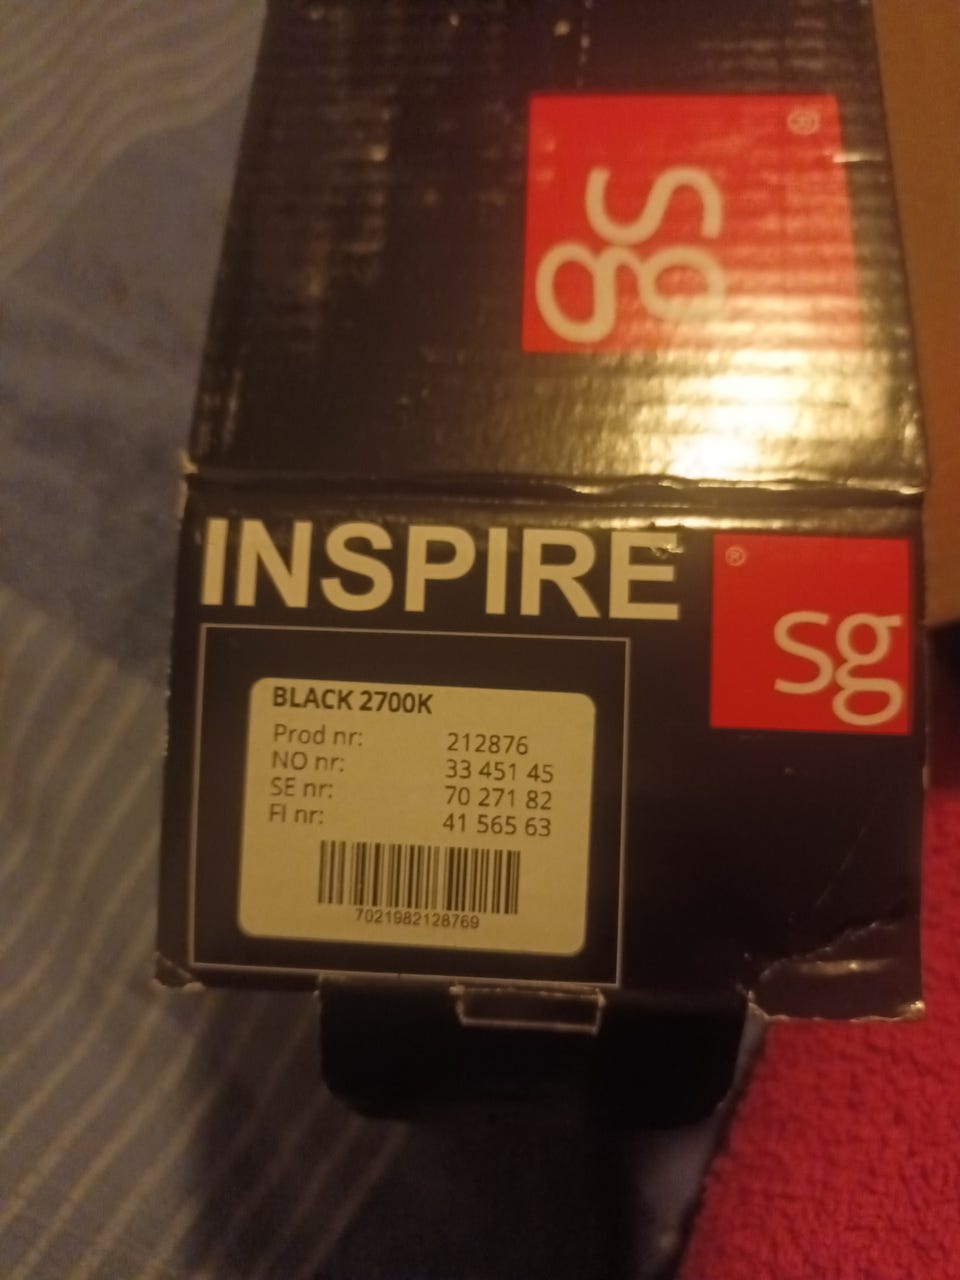 sg
®
INSPIRE
®
sg
BLACK 2700K
Prod nr: 212876
NO nr: 33 451 45
SE nr: 70 271 82
FI nr: 41 565 63
7021982128769